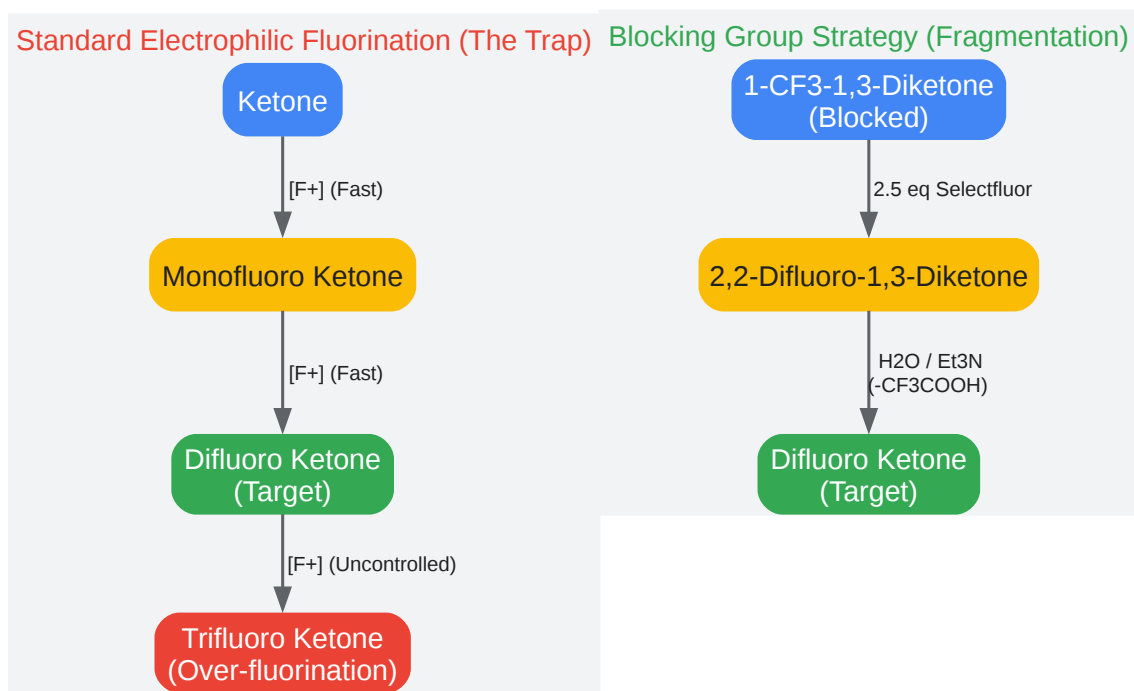 Standard Electrophilic Fluorination (The Trap)
Ketone
[F+] (Fast)
Monofluoro Ketone
[F+] (Fast)
Difluoro Ketone
(Target)
[F+] (Uncontrolled)
Trifluoro Ketone
(Over-fluorination)
Blocking Group Strategy (Fragmentation)
1-CF3-1,3-Diketone
(Blocked)
2.5 eq Selectfluor
2,2-Difluoro-1,3-Diketone
H2O / Et3N
(-CF3COOH)
Difluoro Ketone
(Target)